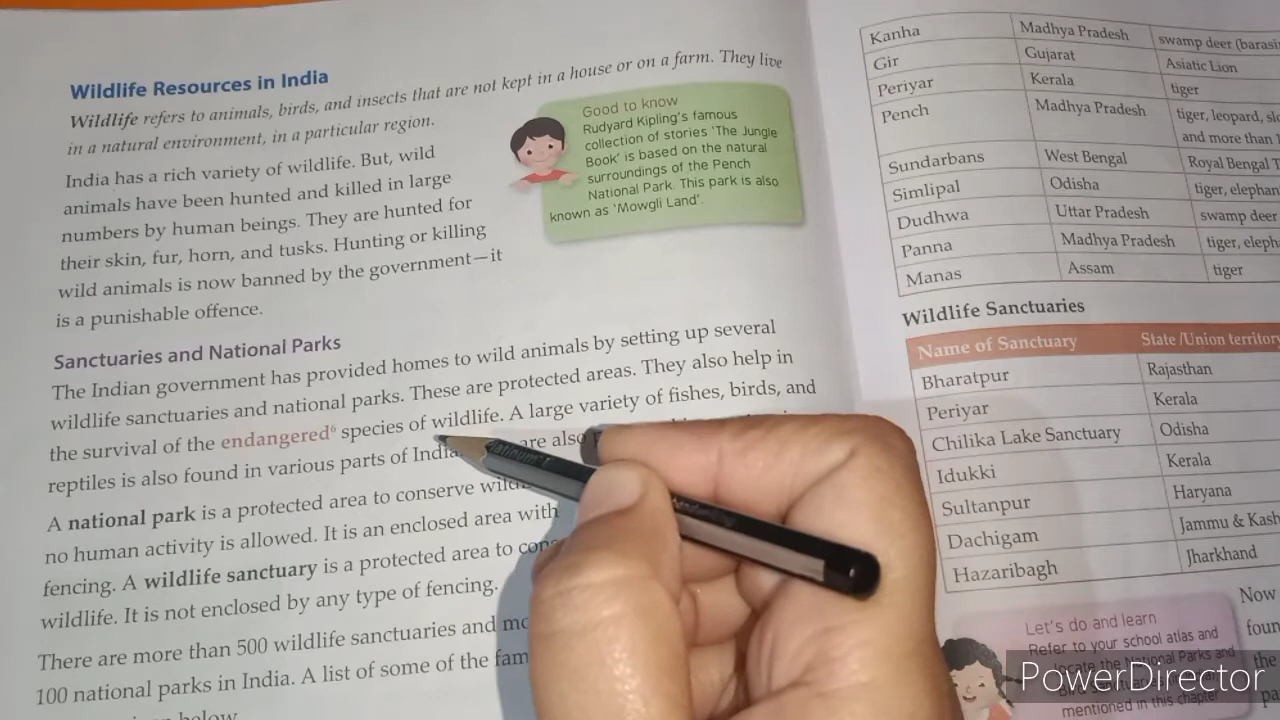 Wildlife Resources in India
Wildlife refers to animals, birds, and insects that are not kept in a house or on a farm. They live
in a natural environment, in a particular region.
India has a rich variety of wildlife. But, wild
animals have been hunted and killed in large
numbers by human beings. They are hunted for
their skin, fur, horn, and tusks. Hunting or killing
wild animals is now banned by the government—it
is a punishable offence.
Good to know
Rudyard Kipling's famous
collection of stories 'The Jungle
Book' is based on the natural
surroundings of the Pench
National Park. This park is also
known as 'Mowgli Land'.
Sanctuaries and National Parks
The Indian government has provided homes to wild animals by setting up several
wildlife sanctuaries and national parks. These are protected areas. They also help in
the survival of the endangered⁶ species of wildlife. A large variety of fishes, birds, and
reptiles is also found in various parts of India. are also
A national park is a protected area to conserve
no human activity is allowed. It is an enclosed area with
fencing. A wildlife sanctuary is a protected area to
wildlife. It is not enclosed by any type of fencing.
There are more than 500 wildlife sanctuaries and
100 national parks in India. A list of some of the
below
Kanha Madhya Pradesh swamp deer
Gir Gujarat Asiatic Lion
Periyar Kerala tiger
Pench Madhya Pradesh tiger, leopard,
and more than
Sundarbans West Bengal Royal Bengal
Simlipal Odisha tiger,
Dudhwa Uttar Pradesh swamp deer
Panna Madhya Pradesh tiger,
Manas Assam tiger
Wildlife Sanctuaries
Name of Sanctuary State /Union territory
Bharatpur Rajasthan
Periyar Kerala
Chilika Lake Sanctuary Odisha
Idukki Kerala
Sultanpur Haryana
Dachigam Jammu &
Hazaribagh Jharkhand
Let's do and learn
Refer to your school atlas and
locate the National Parks and
mentioned in this chapter
Now
the
PowerDirector